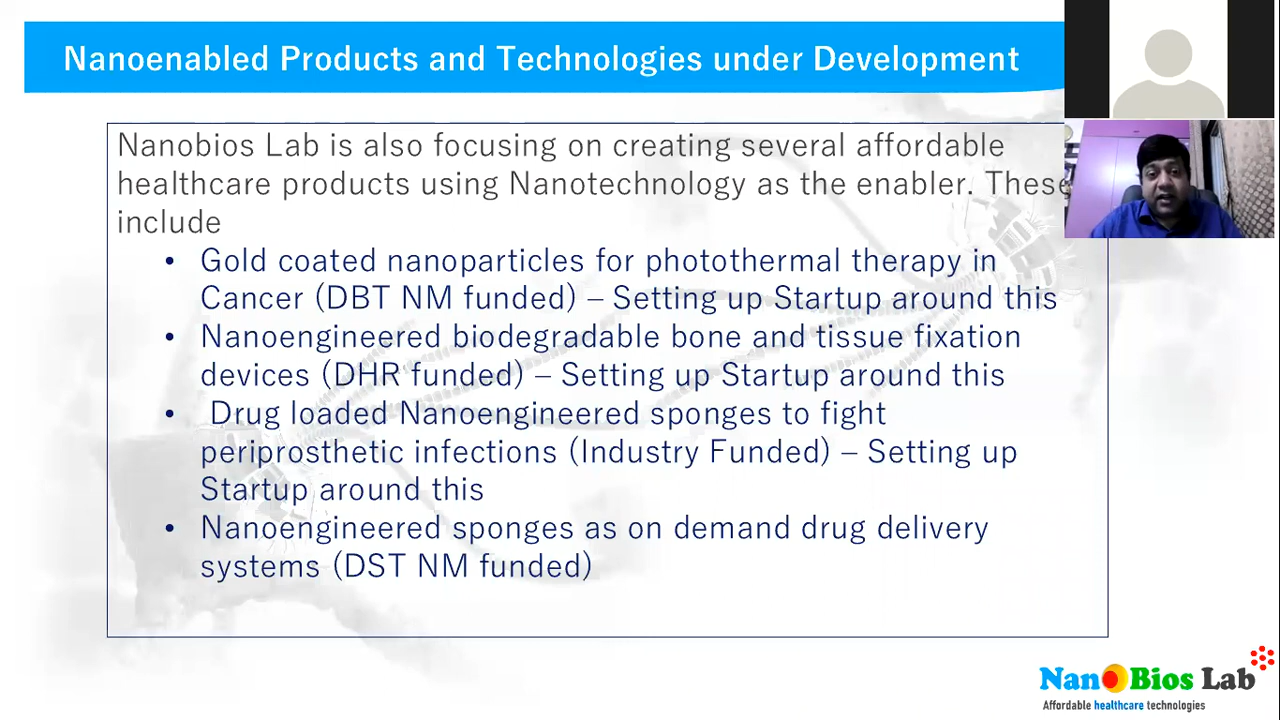 Nanoenabled Products and Technologies under Development
Nanobios Lab is also focusing on creating several affordable
healthcare products using Nanotechnology as the enabler. These
include
• Gold coated nanoparticles for photothermal therapy in
Cancer (DBT NM funded) – Setting up Startup around this
• Nanoengineered biodegradable bone and tissue fixation
devices (DHR funded) – Setting up Startup around this
• Drug loaded Nanoengineered sponges to fight
periprosthetic infections (Industry Funded) – Setting up
Startup around this
• Nanoengineered sponges as on demand drug delivery
systems (DST NM funded)
NanoBios Lab
Affordable healthcare technologies